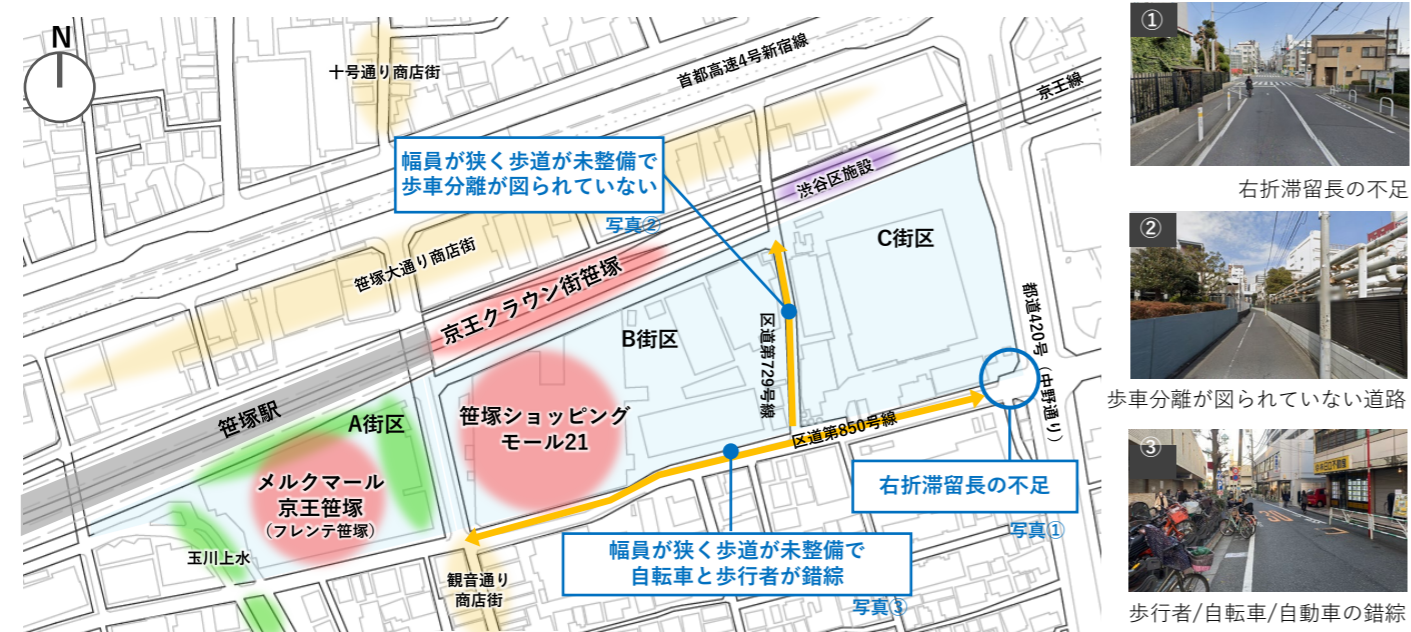 N
十号通り商店街
首都高速4号新宿線
京王線
幅員が狭く歩道が未整備で
歩車分離が図られていない
写真②
渋谷区施設
笹塚大通り商店街
京王クラウン街笹塚
C街区
B街区
区道第729号線
都道420号（中野通り）
笹塚駅
A街区
笹塚ショッピング
モール21
区道第850号線
メルクマール
京王笹塚
（フレンテ笹塚）
右折滞留長の不足
写真①
玉川上水
観音通り
商店街
幅員が狭く歩道が未整備で
自転車と歩行者が錯綜
写真③
①
右折滞留長の不足
②
歩車分離が図られていない道路
③
歩行者/自転車/自動車の錯綜